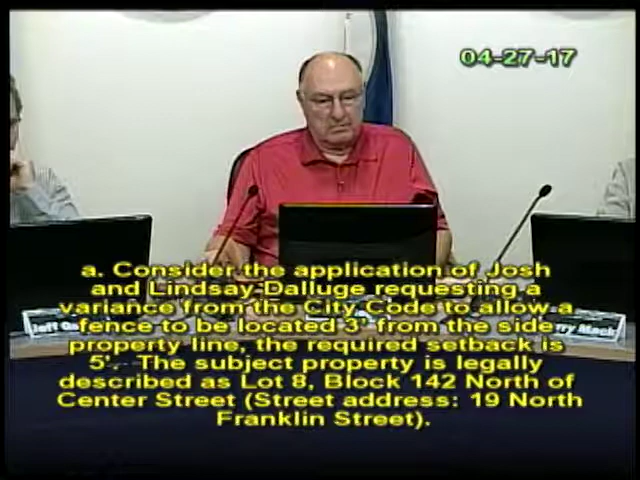 04-27-17
a. Consider the application of Josh
and Lindsay Dalluge requesting a
variance from the City Code to allow a
fence to be located 3' from the side
property line, the required setback is
5'. The subject property is legally
described as Lot 8, Block 142 North of
Center Street (Street address: 19 North
Franklin Street).
Jeff
Mack